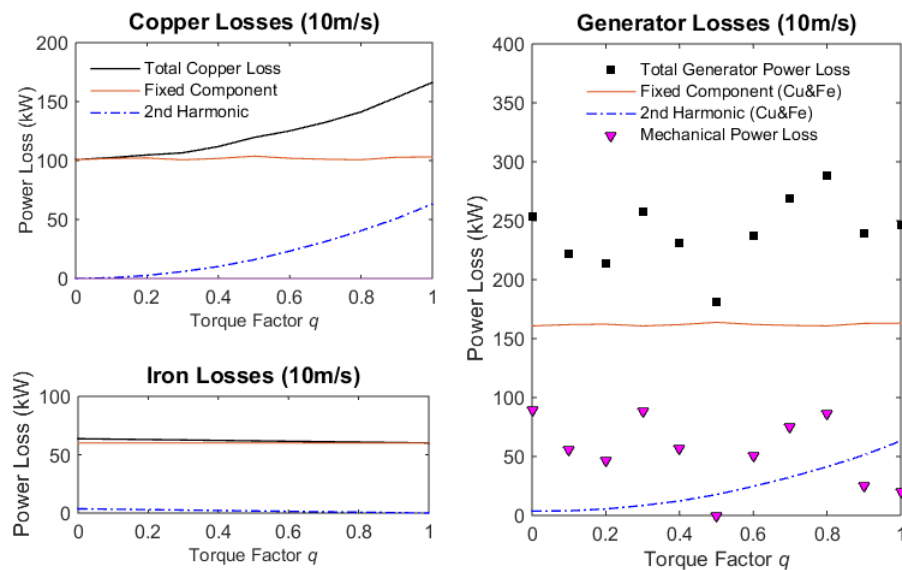 Copper Losses (10m/s)
200
150
100
50
0
Power Loss (kW)
Total Copper Loss
Fixed Component
2nd Harmonic
0
0.2
0.4
0.6
0.8
1
Torque Factor q
Iron Losses (10m/s)
100
50
0
Power Loss (kW)
0
0.2
0.4
0.6
0.8
1
Torque Factor q
Generator Losses (10m/s)
400
350
300
250
200
150
100
50
0
Power Loss (kW)
Total Generator Power Loss
Fixed Component (Cu&Fe)
2nd Harmonic (Cu&Fe)
Mechanical Power Loss
0
0.2
0.4
0.6
0.8
1
Torque Factor q